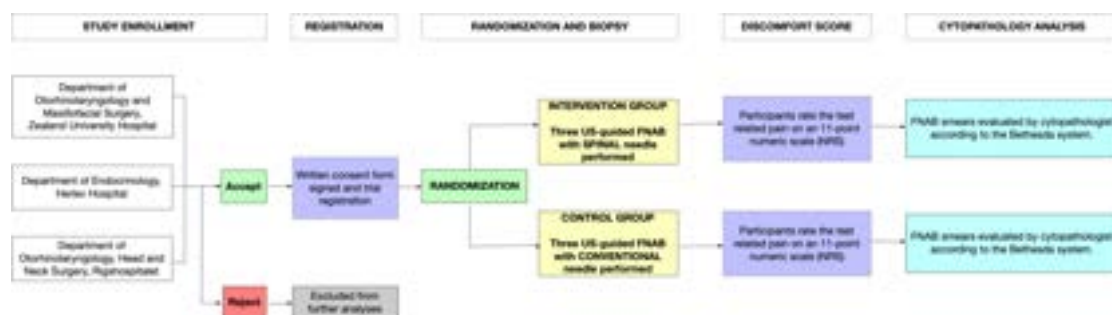 STUDY ENROLLMENT
REGISTRATION
RANDOMIZATION AND BIOPSY
DISCOMFORT SCORE
CYTOPATHOLOGY ANALYSIS
Department of
Otorhinolaryngology and
Maxillofacial Surgery,
Zealand University Hospital
Department of Endocrinology,
Herlev Hospital
Department of
Otorhinolaryngology, Head and
Neck Surgery, Rigshospitalet
Accept
Reject
Written consent form
signed and trial
registration
Excluded from
further analyses
RANDOMIZATION
INTERVENTION GROUP
Three US-guided FNAB
with SPINAL needle
performed
CONTROL GROUP
Three US-guided FNAB
with CONVENTIONAL
needle performed
Participants rate the test
related pain on an 11-point
numeric scale (NRS)
Participants rate the test
related pain on an 11-point
numeric scale (NRS)
FNAB smears evaluated by cytopathologist
according to the Bethesda system.
FNAB smears evaluated by cytopathologist
according to the Bethesda system.